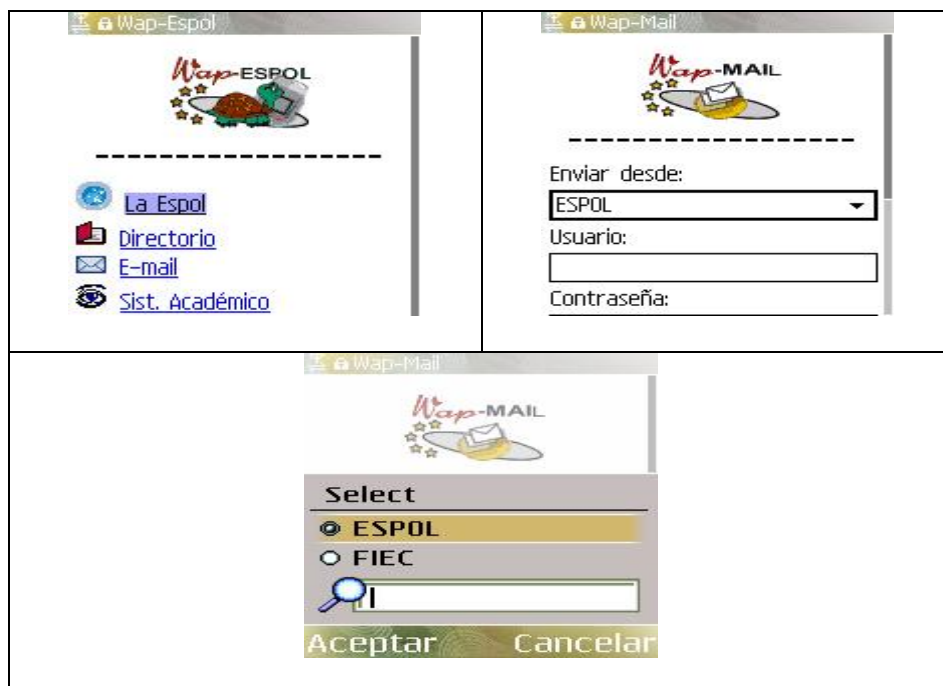 Wap-Espol
Wap-ESPOL
La Espol
Directorio
E-mail
Sist. Académico
Wap-Mail
Wap-MAIL
Enviar desde:
ESPOL
Usuario:
Contraseña:
Wap-Mail
Wap-MAIL
Select
ESPOL
FIEC
Aceptar Cancelar